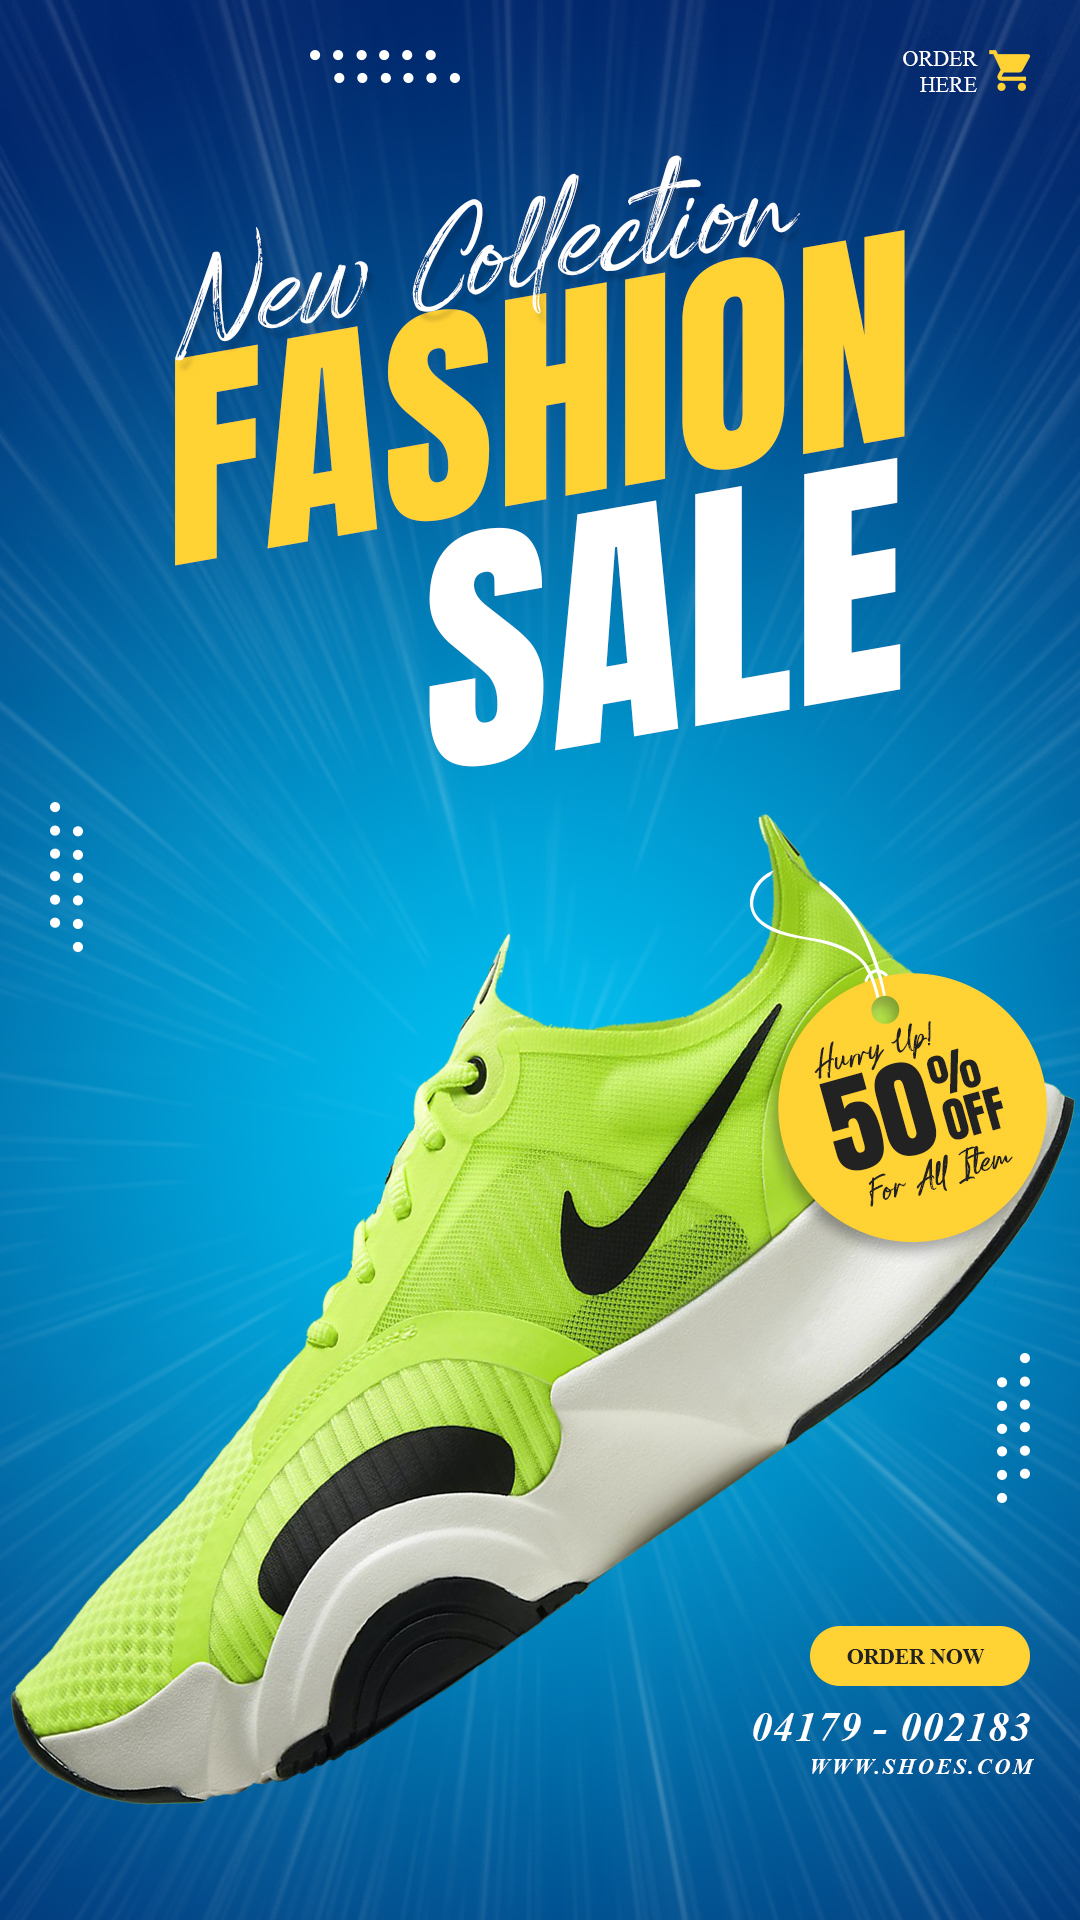 ORDER
HERE
New Collection
FASHION
SALE
Hurry Up!
50%
OFF
For All Item
ORDER NOW
04179 - 002183
WWW.SHOES.COM